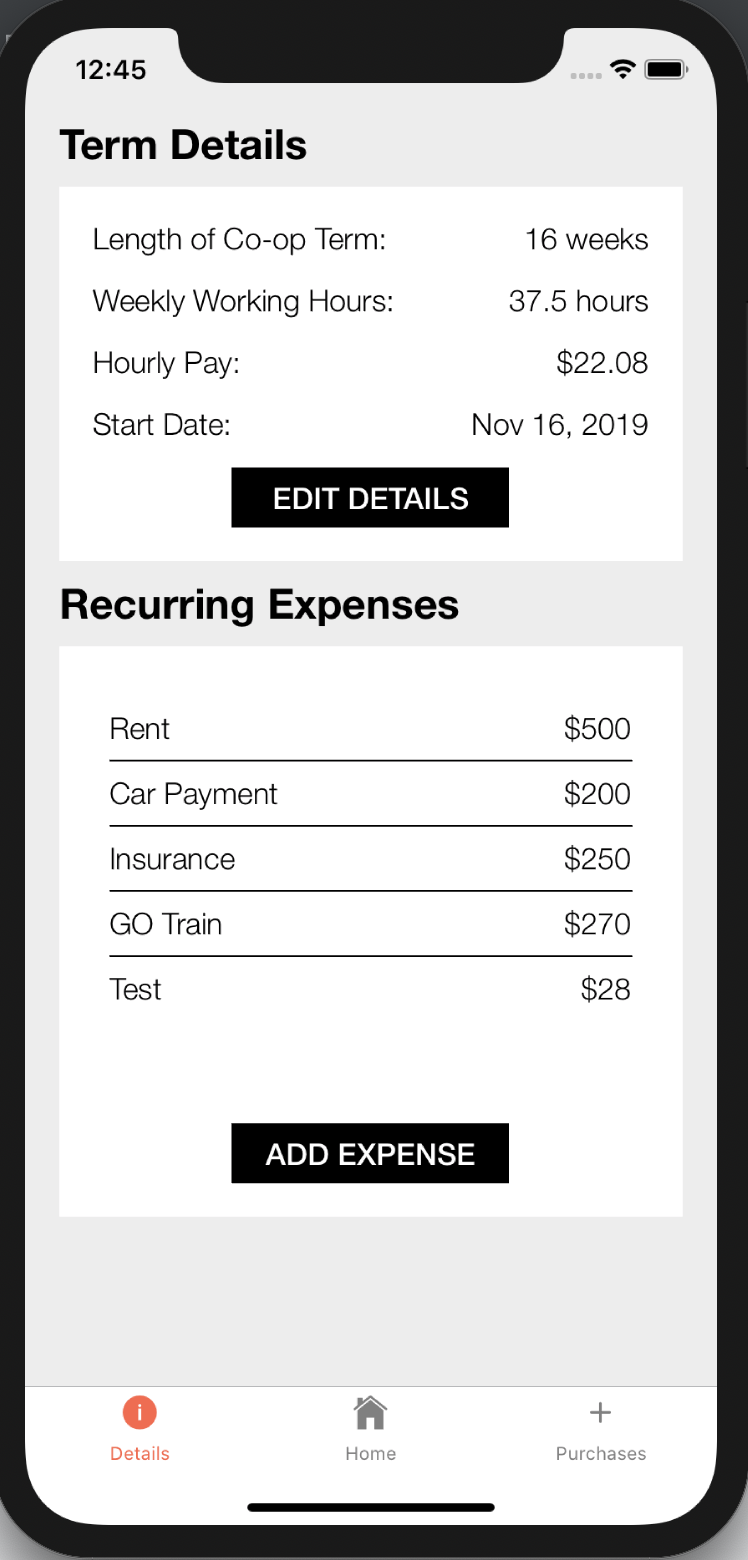 12:45
Term Details
Length of Co-op Term: 16 weeks
Weekly Working Hours: 37.5 hours
Hourly Pay: $22.08
Start Date: Nov 16, 2019
EDIT DETAILS
Recurring Expenses
Rent $500
Car Payment $200
Insurance $250
GO Train $270
Test $28
ADD EXPENSE
Details Home Purchases